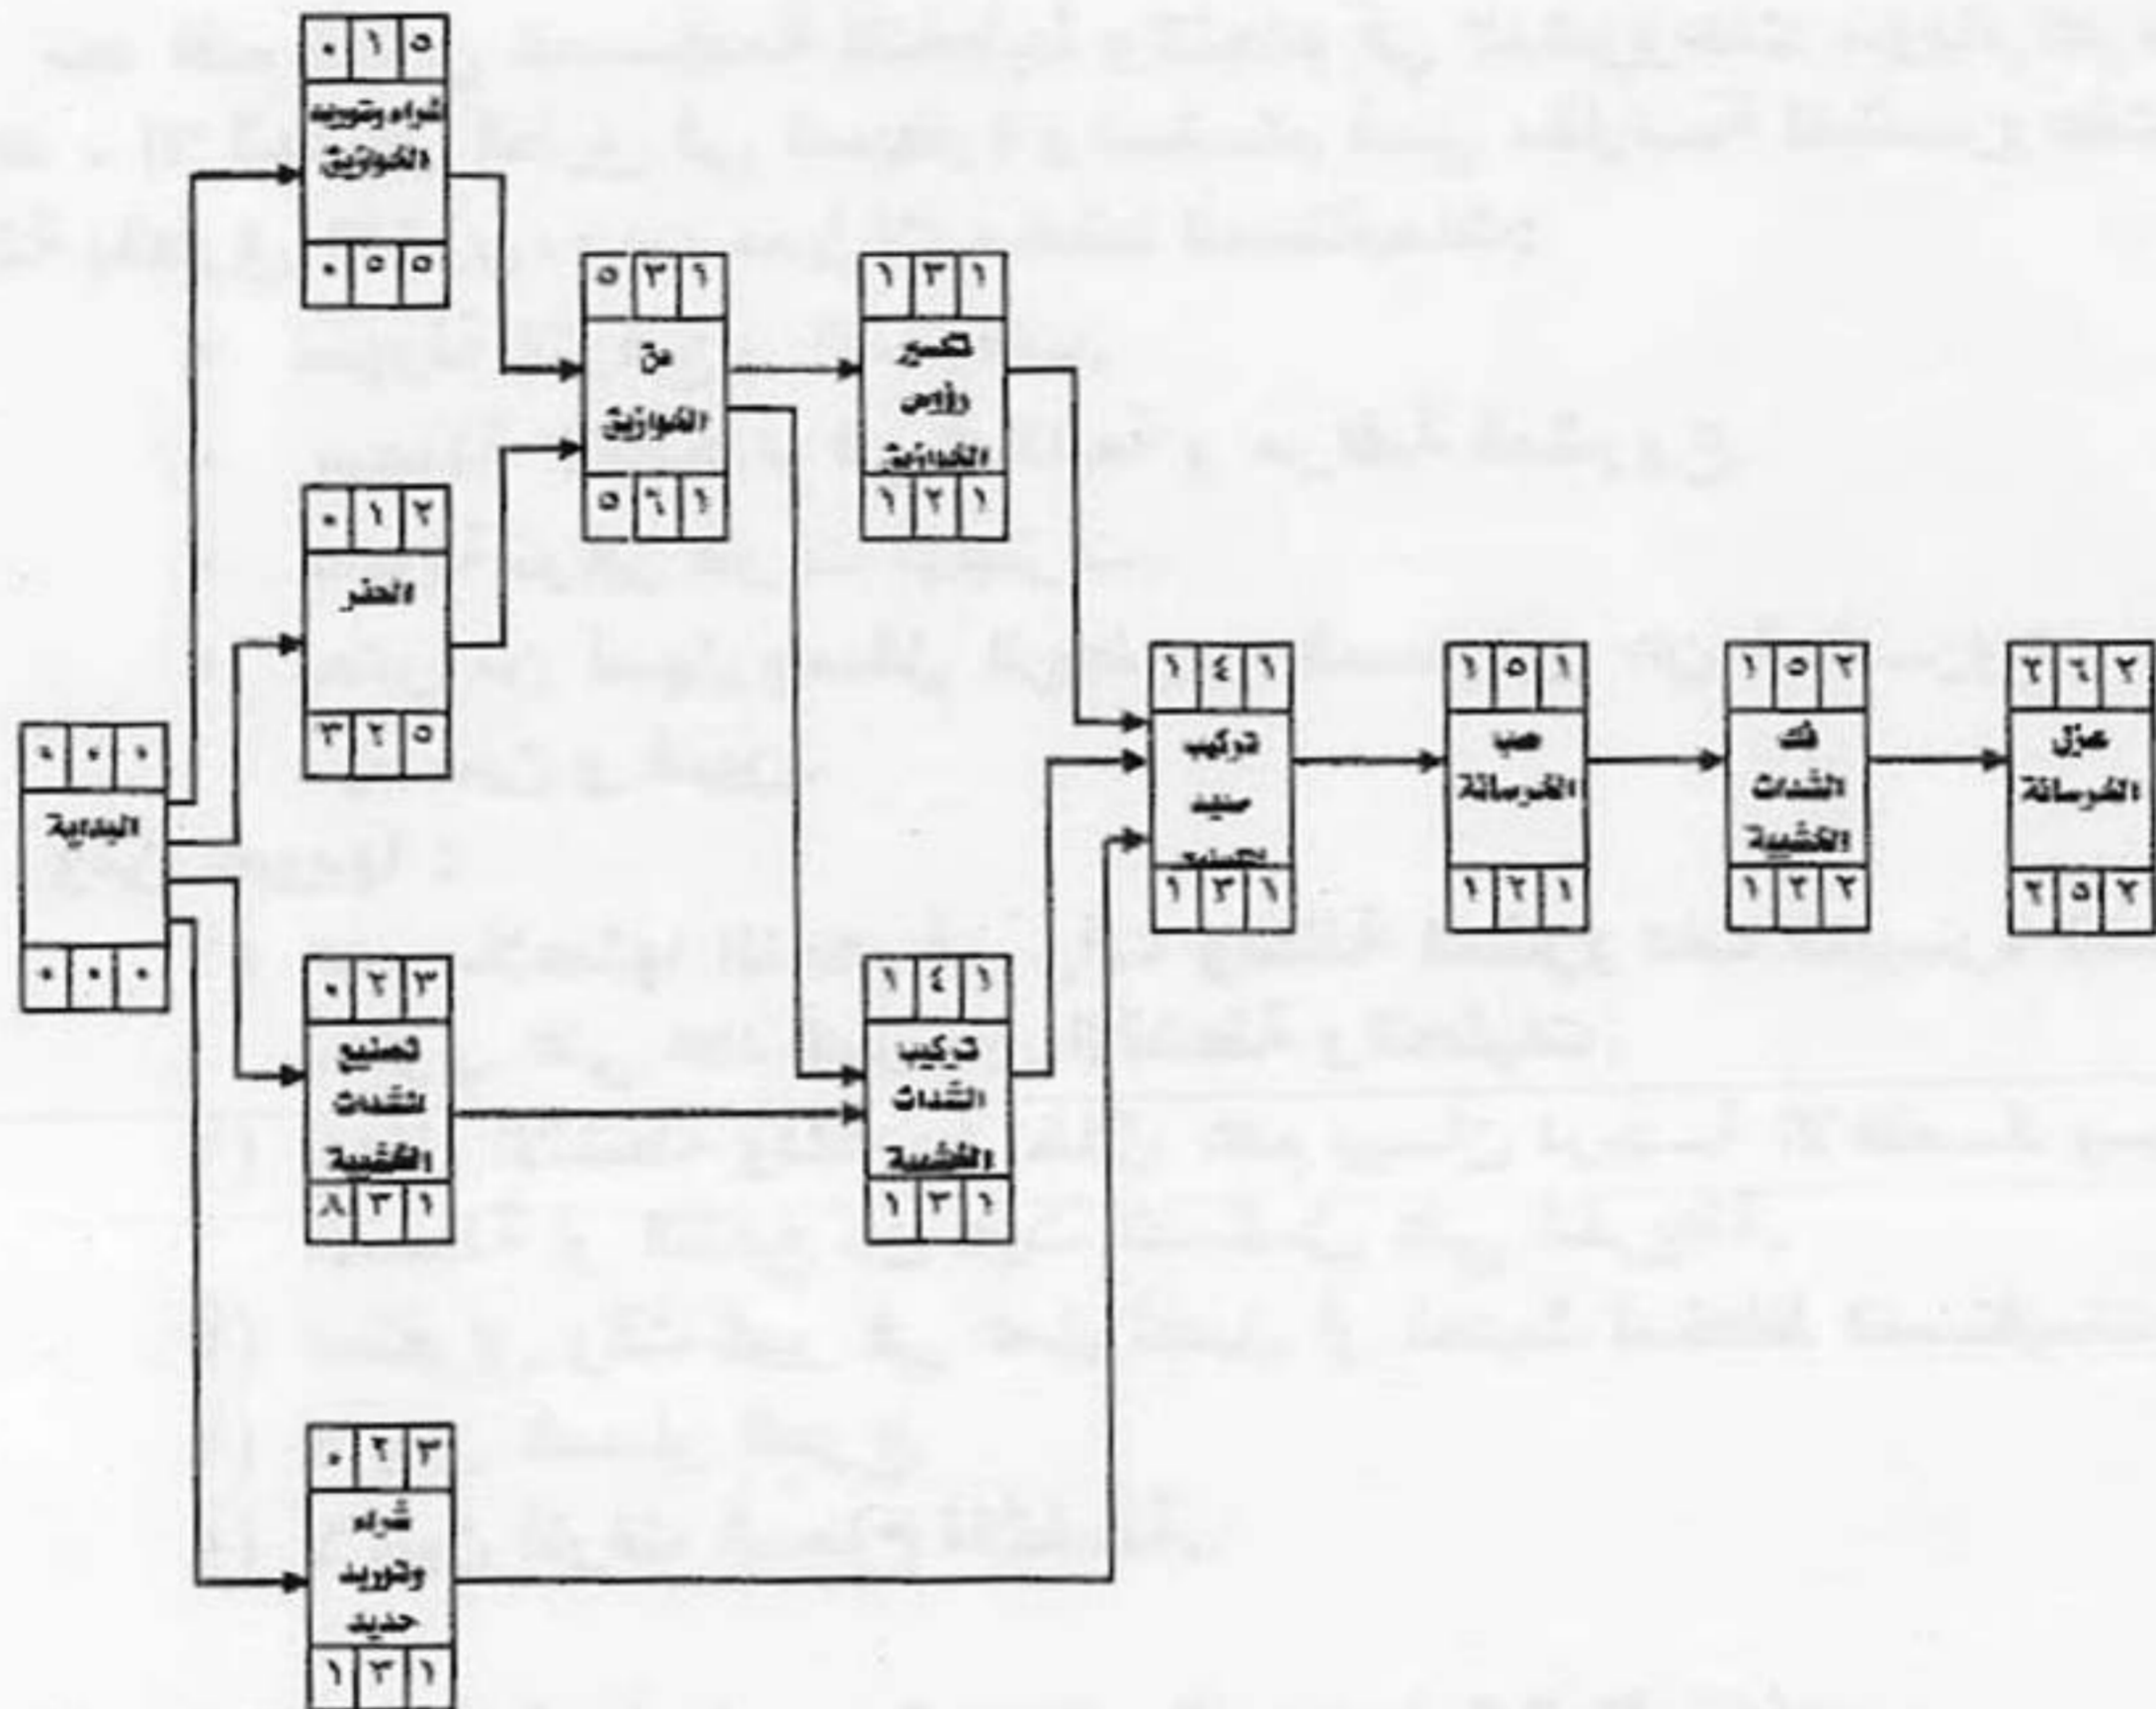 ٠ ١ ٥
شراء وتوريد
الخوازيق
٠ ٥ ٥
٥ ٣ ١
دق
الخوازيق
٥ ٦ ١
١ ٣ ١
تكسير
رؤوس
الخوازيق
١ ٢ ١
٠ ١ ٢
الحفر
٣ ٢ ٥
٠ ٠ ٠
البداية
٠ ٠ ٠
٠ ٢ ٣
تصنيع
الشدات
الخشبية
٨ ٣ ١
١ ٤ ١
تركيب
الشدات
الخشبية
١ ٣ ١
٠ ٢ ٣
شراء
وتوريد
حديد
١ ٣ ١
١ ٤ ١
تركيب
حديد
١ ٣ ١
١ ٥ ١
صب
الخرسانة
١ ٢ ١
١ ٥ ٢
فك
الشدات
الخشبية
١ ٢ ٢
٢ ٦ ٢
عزل
الخرسانة
٢ ٥ ٢